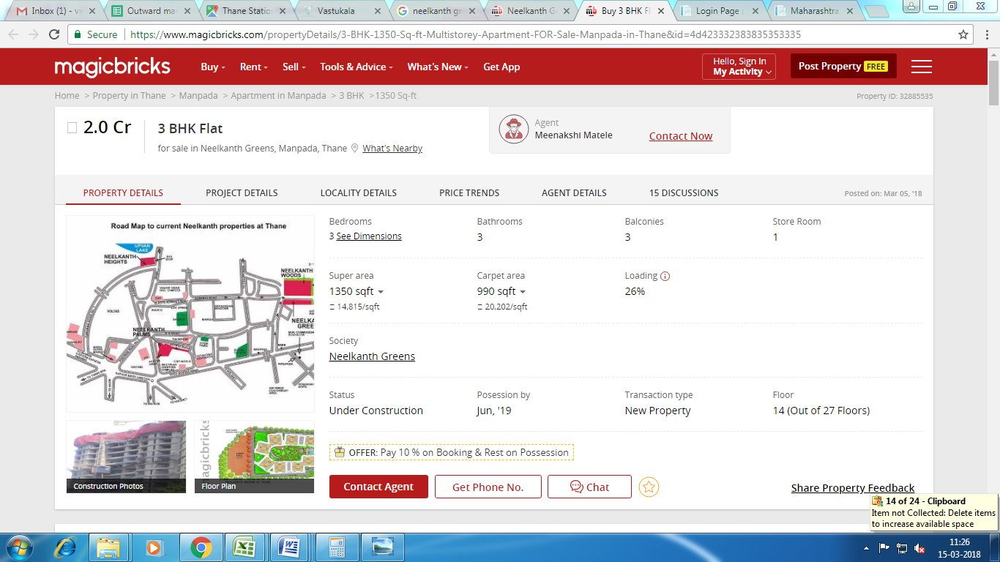 Inbox (1) - vi
Outward ma
Thane Station
Vastukala
neelkanth gr
Neelkanth G
Buy 3 BHK Fl
Login Page
Maharashtra
Secure
https://www.magicbricks.com/propertyDetails/3-BHK-1350-Sq-ft-Multistorey-Apartment-FOR-Sale-Manpada-in-Thane&id=4d423332383835353335
magicbricks
Buy
Rent
Sell
Tools & Advice
What's New
Get App
Hello, Sign In
My Activity
Post Property FREE
Home > Property in Thane > Manpada > Apartment in Manpada > 3 BHK >1350 Sq-ft
Property ID: 32885535
2.0 Cr
3 BHK Flat
for sale in Neelkanth Greens, Manpada, Thane What's Nearby
Agent
Meenakshi Matele
Contact Now
PROPERTY DETAILS
PROJECT DETAILS
LOCALITY DETAILS
PRICE TRENDS
AGENT DETAILS
15 DISCUSSIONS
Posted on: Mar 05, '18
Road Map to current Neelkanth properties at Thane
UPVAN
LAKE
NEELKANTH
HEIGHTS
NEELKANTH
WOODS
VOLTAS
NEELKANTH
PALMS
NEELKA
GREE
magicbricks
Construction Photos
Floor Plan
Bedrooms
3 See Dimensions
Bathrooms
3
Balconies
3
Store Room
1
Super area
1350 sqft
14,815/sqft
Carpet area
990 sqft
20,202/sqft
Loading
26%
Society
Neelkanth Greens
Status
Under Construction
Posession by
Jun, '19
Transaction type
New Property
Floor
14 (Out of 27 Floors)
OFFER: Pay 10 % on Booking & Rest on Possession
Contact Agent
Get Phone No.
Chat
Share Property Feedback
14 of 24 - Clipboard
Item not Collected: Delete items
to increase available space
11:26
15-03-2018